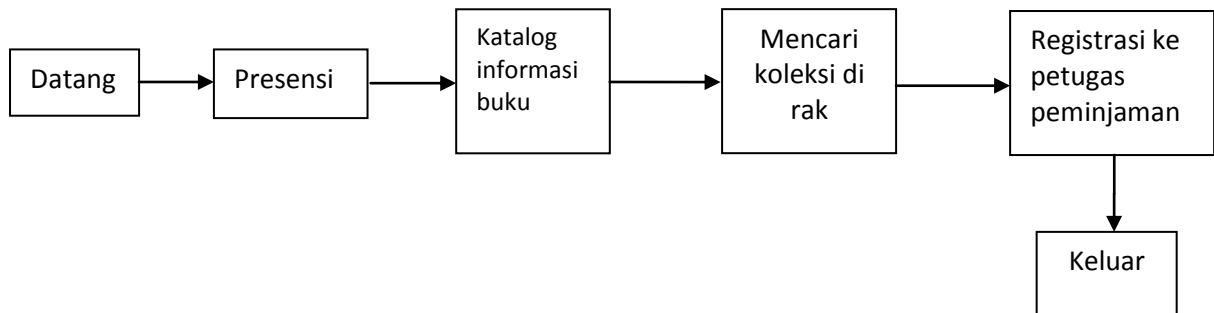 Datang
Presensi
Katalog
informasi
buku
Mencari
koleksi di
rak
Registrasi ke
petugas
peminjaman
Keluar